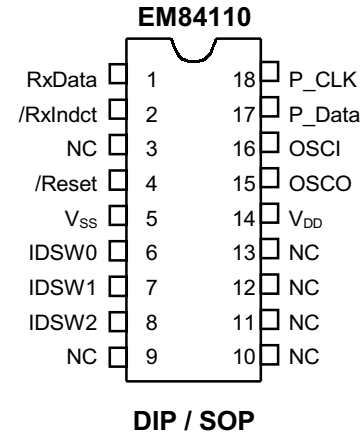 EM84110
RxData 1 18 P_CLK
/RxIndct 2 17 P_Data
NC 3 16 OSCI
/Reset 4 15 OSCO
VSS 5 14 VDD
IDSW0 6 13 NC
IDSW1 7 12 NC
IDSW2 8 11 NC
NC 9 10 NC
DIP / SOP